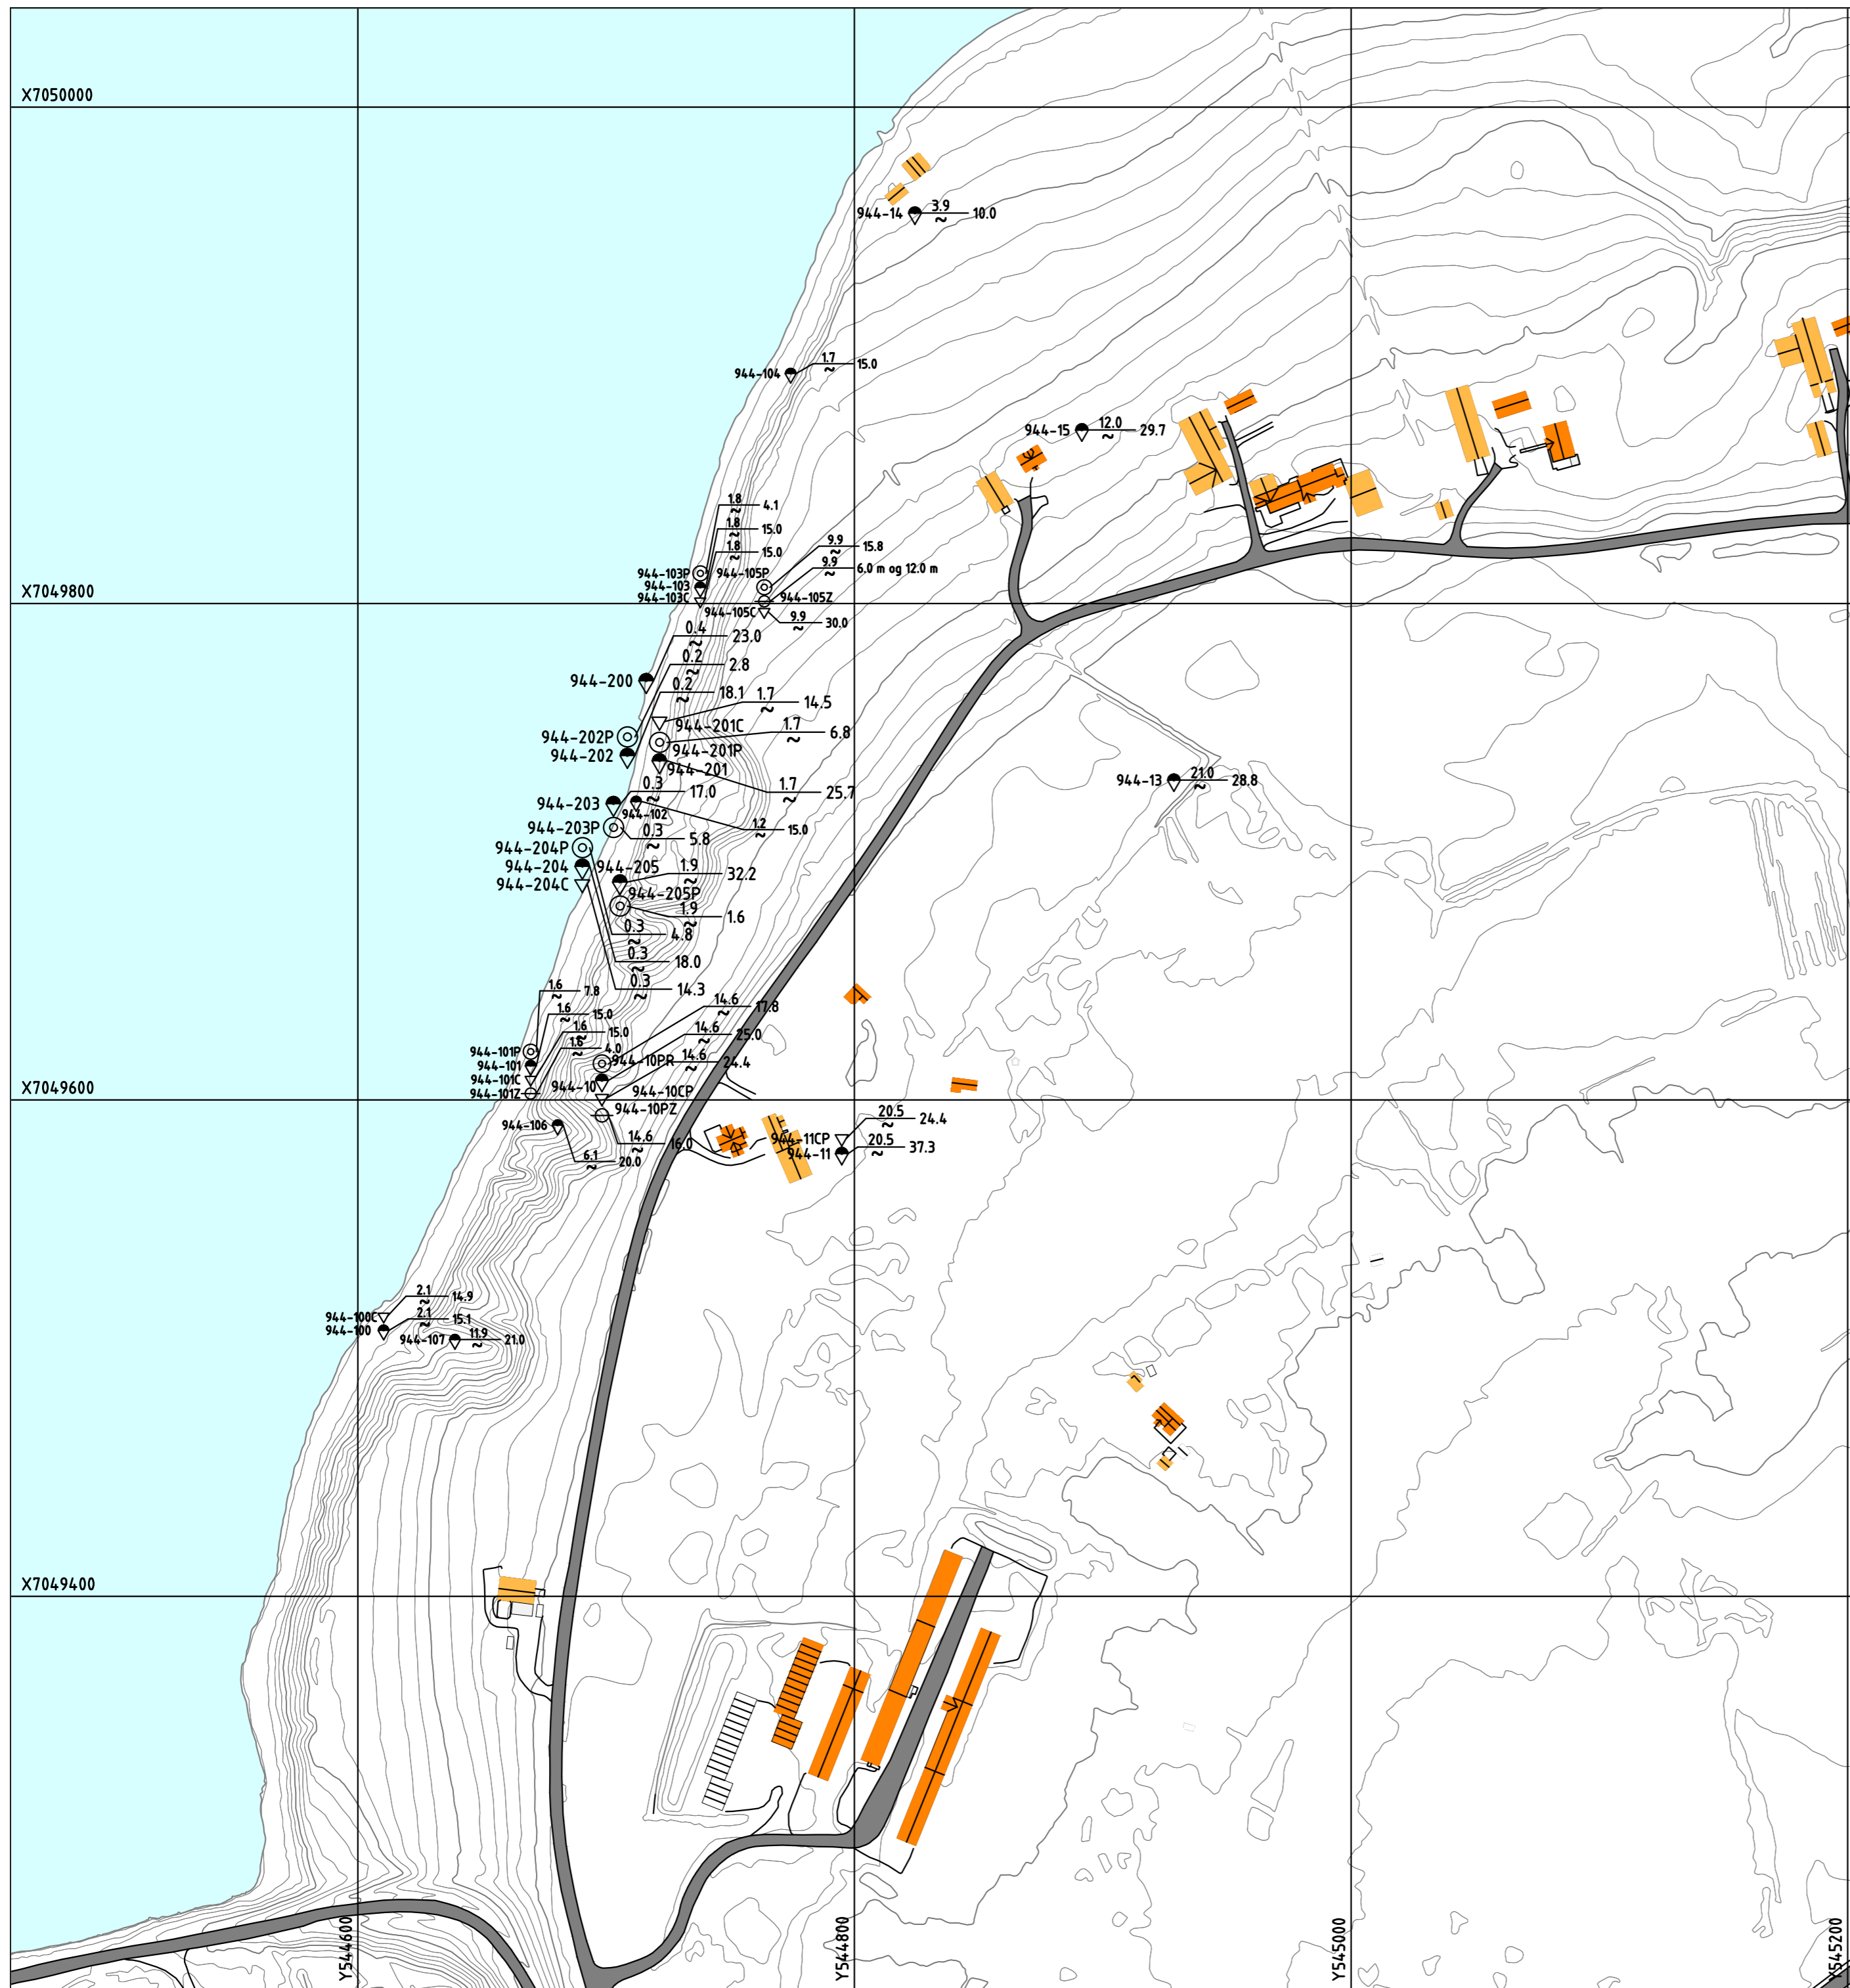 X7050000
944-14 3.9 ~ 10.0
944-104 1.7 ~ 15.0
944-15 12.0 ~ 29.7
1.8 ~ 4.1
1.8 ~ 15.0
1.8 ~ 15.0
9.9 ~ 15.8
9.9 ~ 6.0 m og 12.0 m
944-103P 944-105P
944-103
944-103C 944-105Z
X7049800
944-105C
9.9 ~ 30.0
0.4 ~ 23.0
0.2 ~ 2.8
944-200
0.2 ~ 18.1
1.7 ~ 14.5
944-201C
944-202P
1.7 ~ 6.8
944-201P
944-202
944-201
944-13 21.0 ~ 28.8
0.3 ~ 17.0
1.7 ~ 25.7
944-203
944-102
944-203P
1.2 ~ 15.0
0.3 ~ 5.8
944-204P
944-204 944-205
1.9 ~ 32.2
944-204C
944-205P
1.9 ~ 1.6
0.3 ~ 4.8
0.3 ~ 18.0
0.3 ~ 14.3
1.6 ~ 7.8
14.6 ~ 17.8
1.6 ~ 15.0
1.6 ~ 15.0
14.6 ~ 25.0
1.6 ~ 4.0
944-101P
944-10PR 14.6 ~ 24.4
944-101
944-101C
944-10
944-101Z
944-10CP
X7049600
944-10PZ
20.5 ~ 24.4
944-106
14.6 ~ 16.0
944-11CP
20.5 ~ 37.3
944-11
6.1 ~ 20.0
2.1 ~ 14.9
944-100C
2.1 ~ 15.1
944-100
944-107 11.9 ~ 21.0
X7049400
Y544600
Y544800
Y545000
Y545200